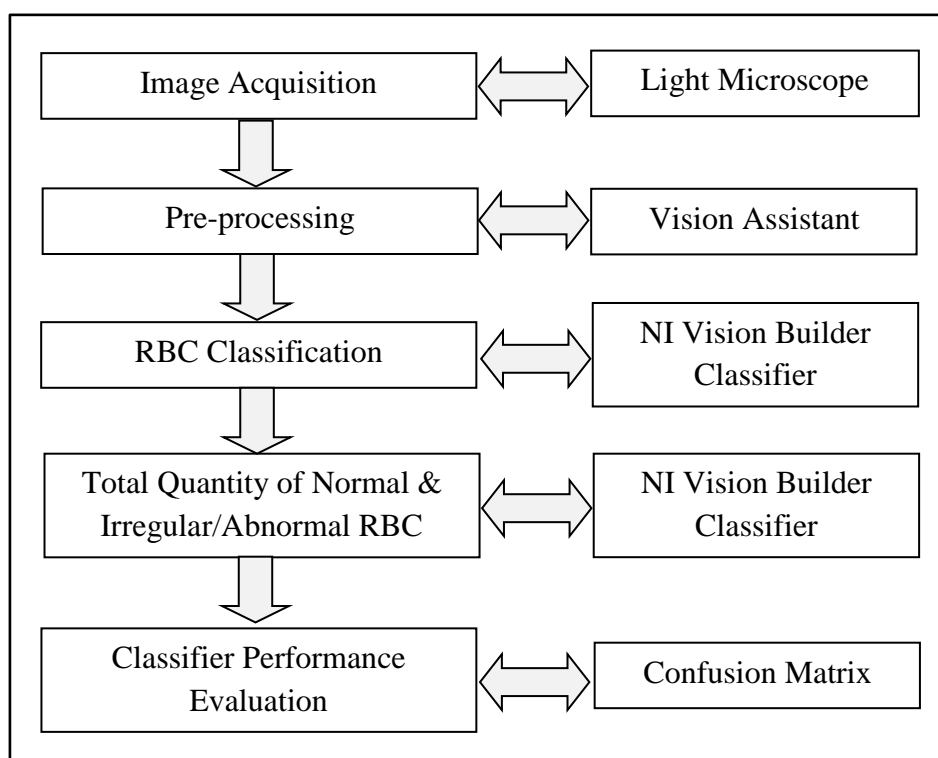 Image Acquisition
Light Microscope
Pre-processing
Vision Assistant
RBC Classification
NI Vision Builder
Classifier
Total Quantity of Normal &
Irregular/Abnormal RBC
NI Vision Builder
Classifier
Classifier Performance
Evaluation
Confusion Matrix